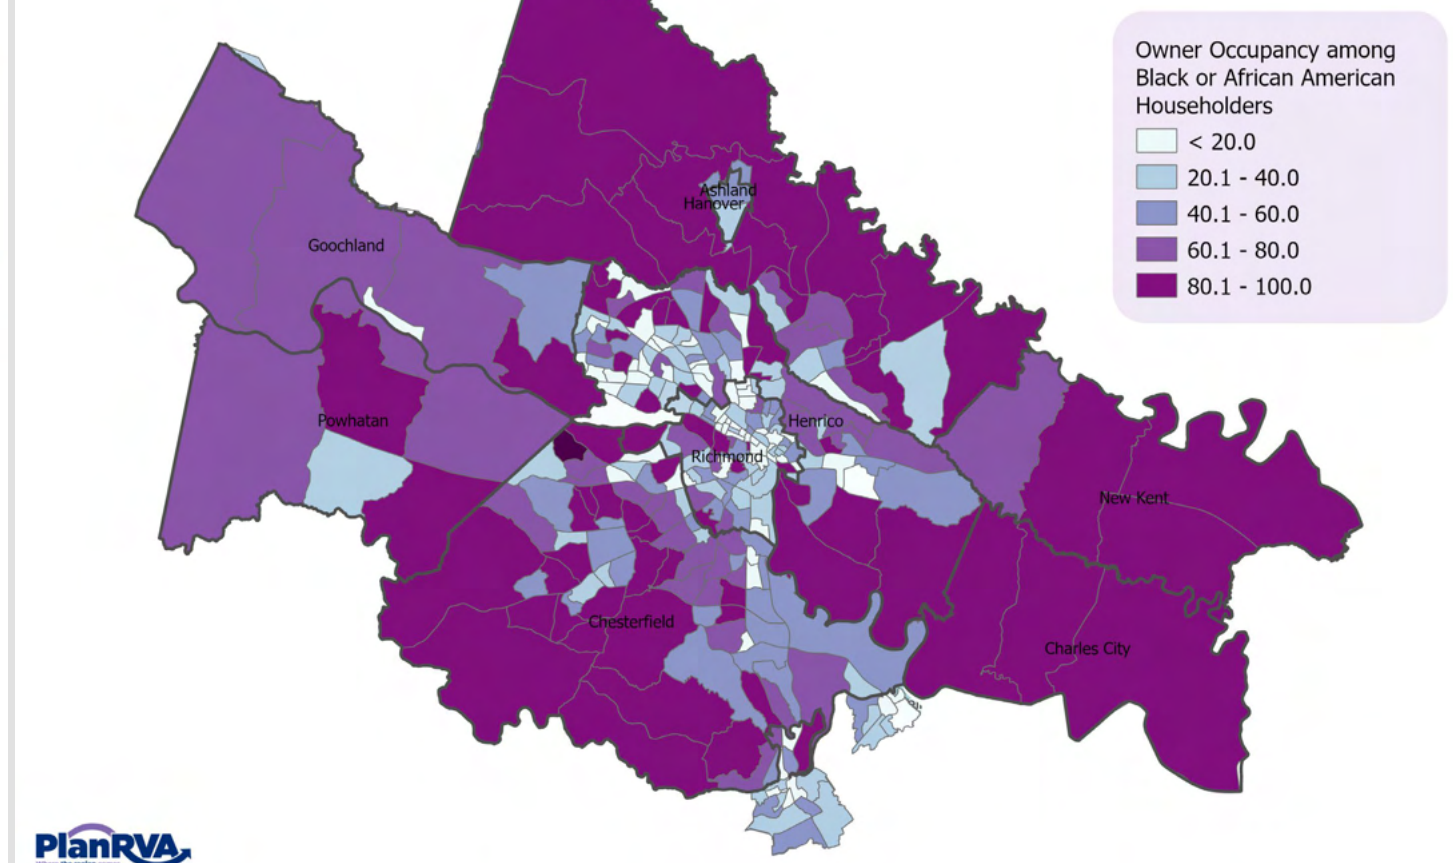 Owner Occupancy among
Black or African American
Householders
< 20.0
20.1 - 40.0
40.1 - 60.0
60.1 - 80.0
80.1 - 100.0
Ashland
Hanover
Goochland
Powhatan
Henrico
Richmond
New Kent
Chesterfield
Charles City
PlanRVA